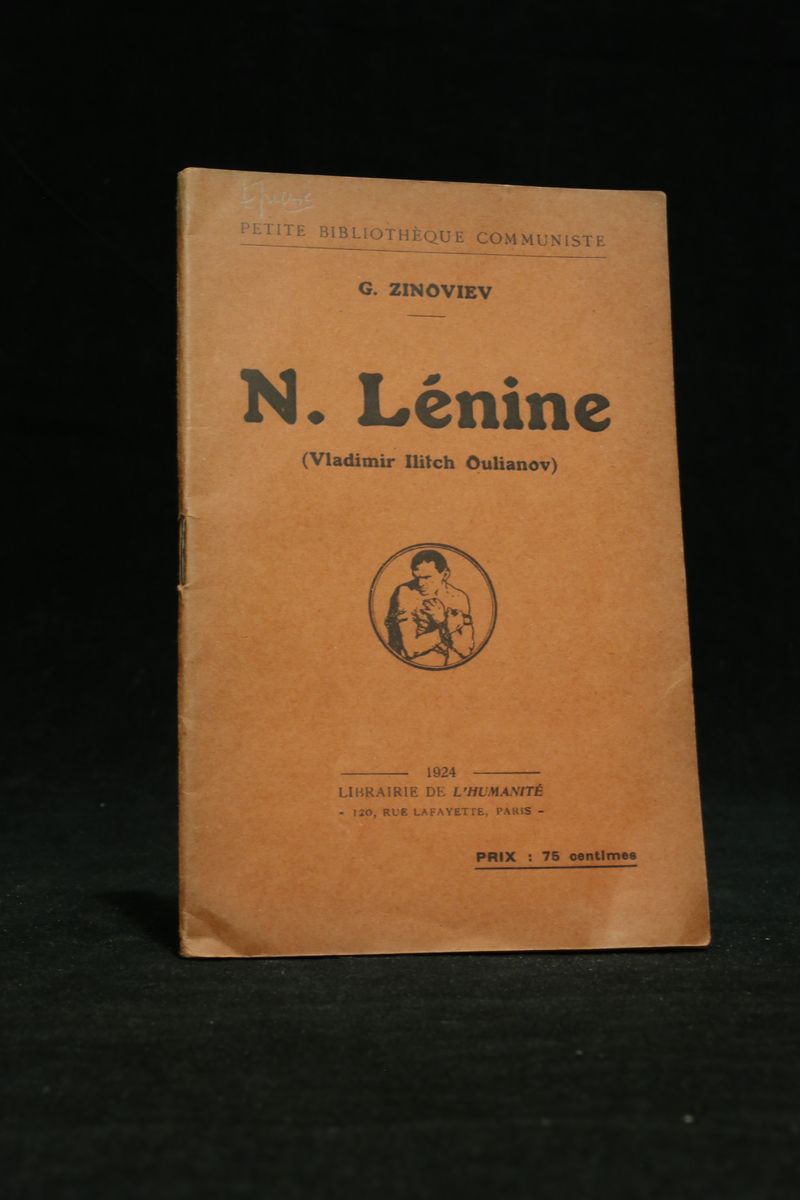 PETITE BIBLIOTHÈQUE COMMUNISTE
G. ZINOVIEV
N. Lénine
(Vladimir Ilitch Oulianov)
1924
LIBRAIRIE DE L'HUMANITÉ
- 120, RUE LAFAYETTE, PARIS -
PRIX : 75 centimes